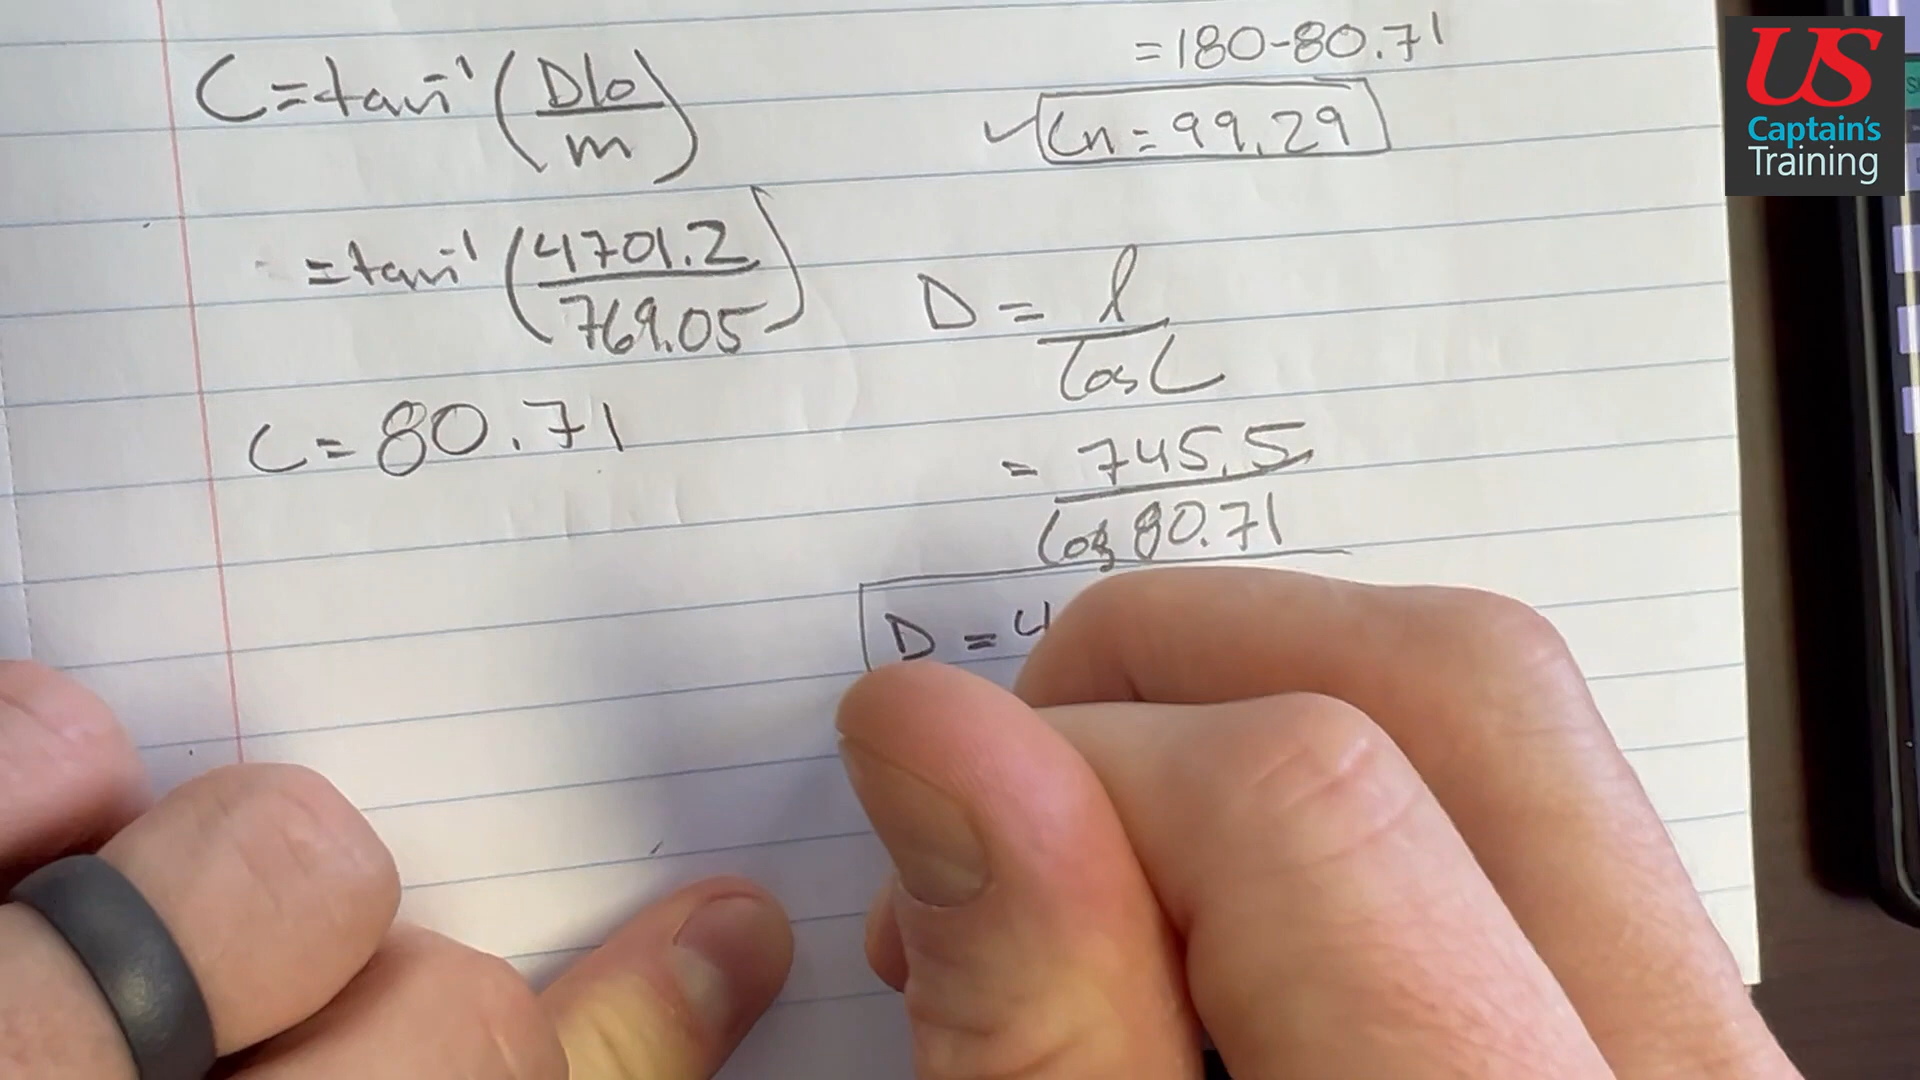 C = tan⁻¹ (Dlo/m)
= tan⁻¹ (4701.2/769.05)
C = 80.71
= 180-80.71
Cn = 99.29
D = l/Cos C
= 745.5/Cos 80.71
D = 4
US
Captain's
Training